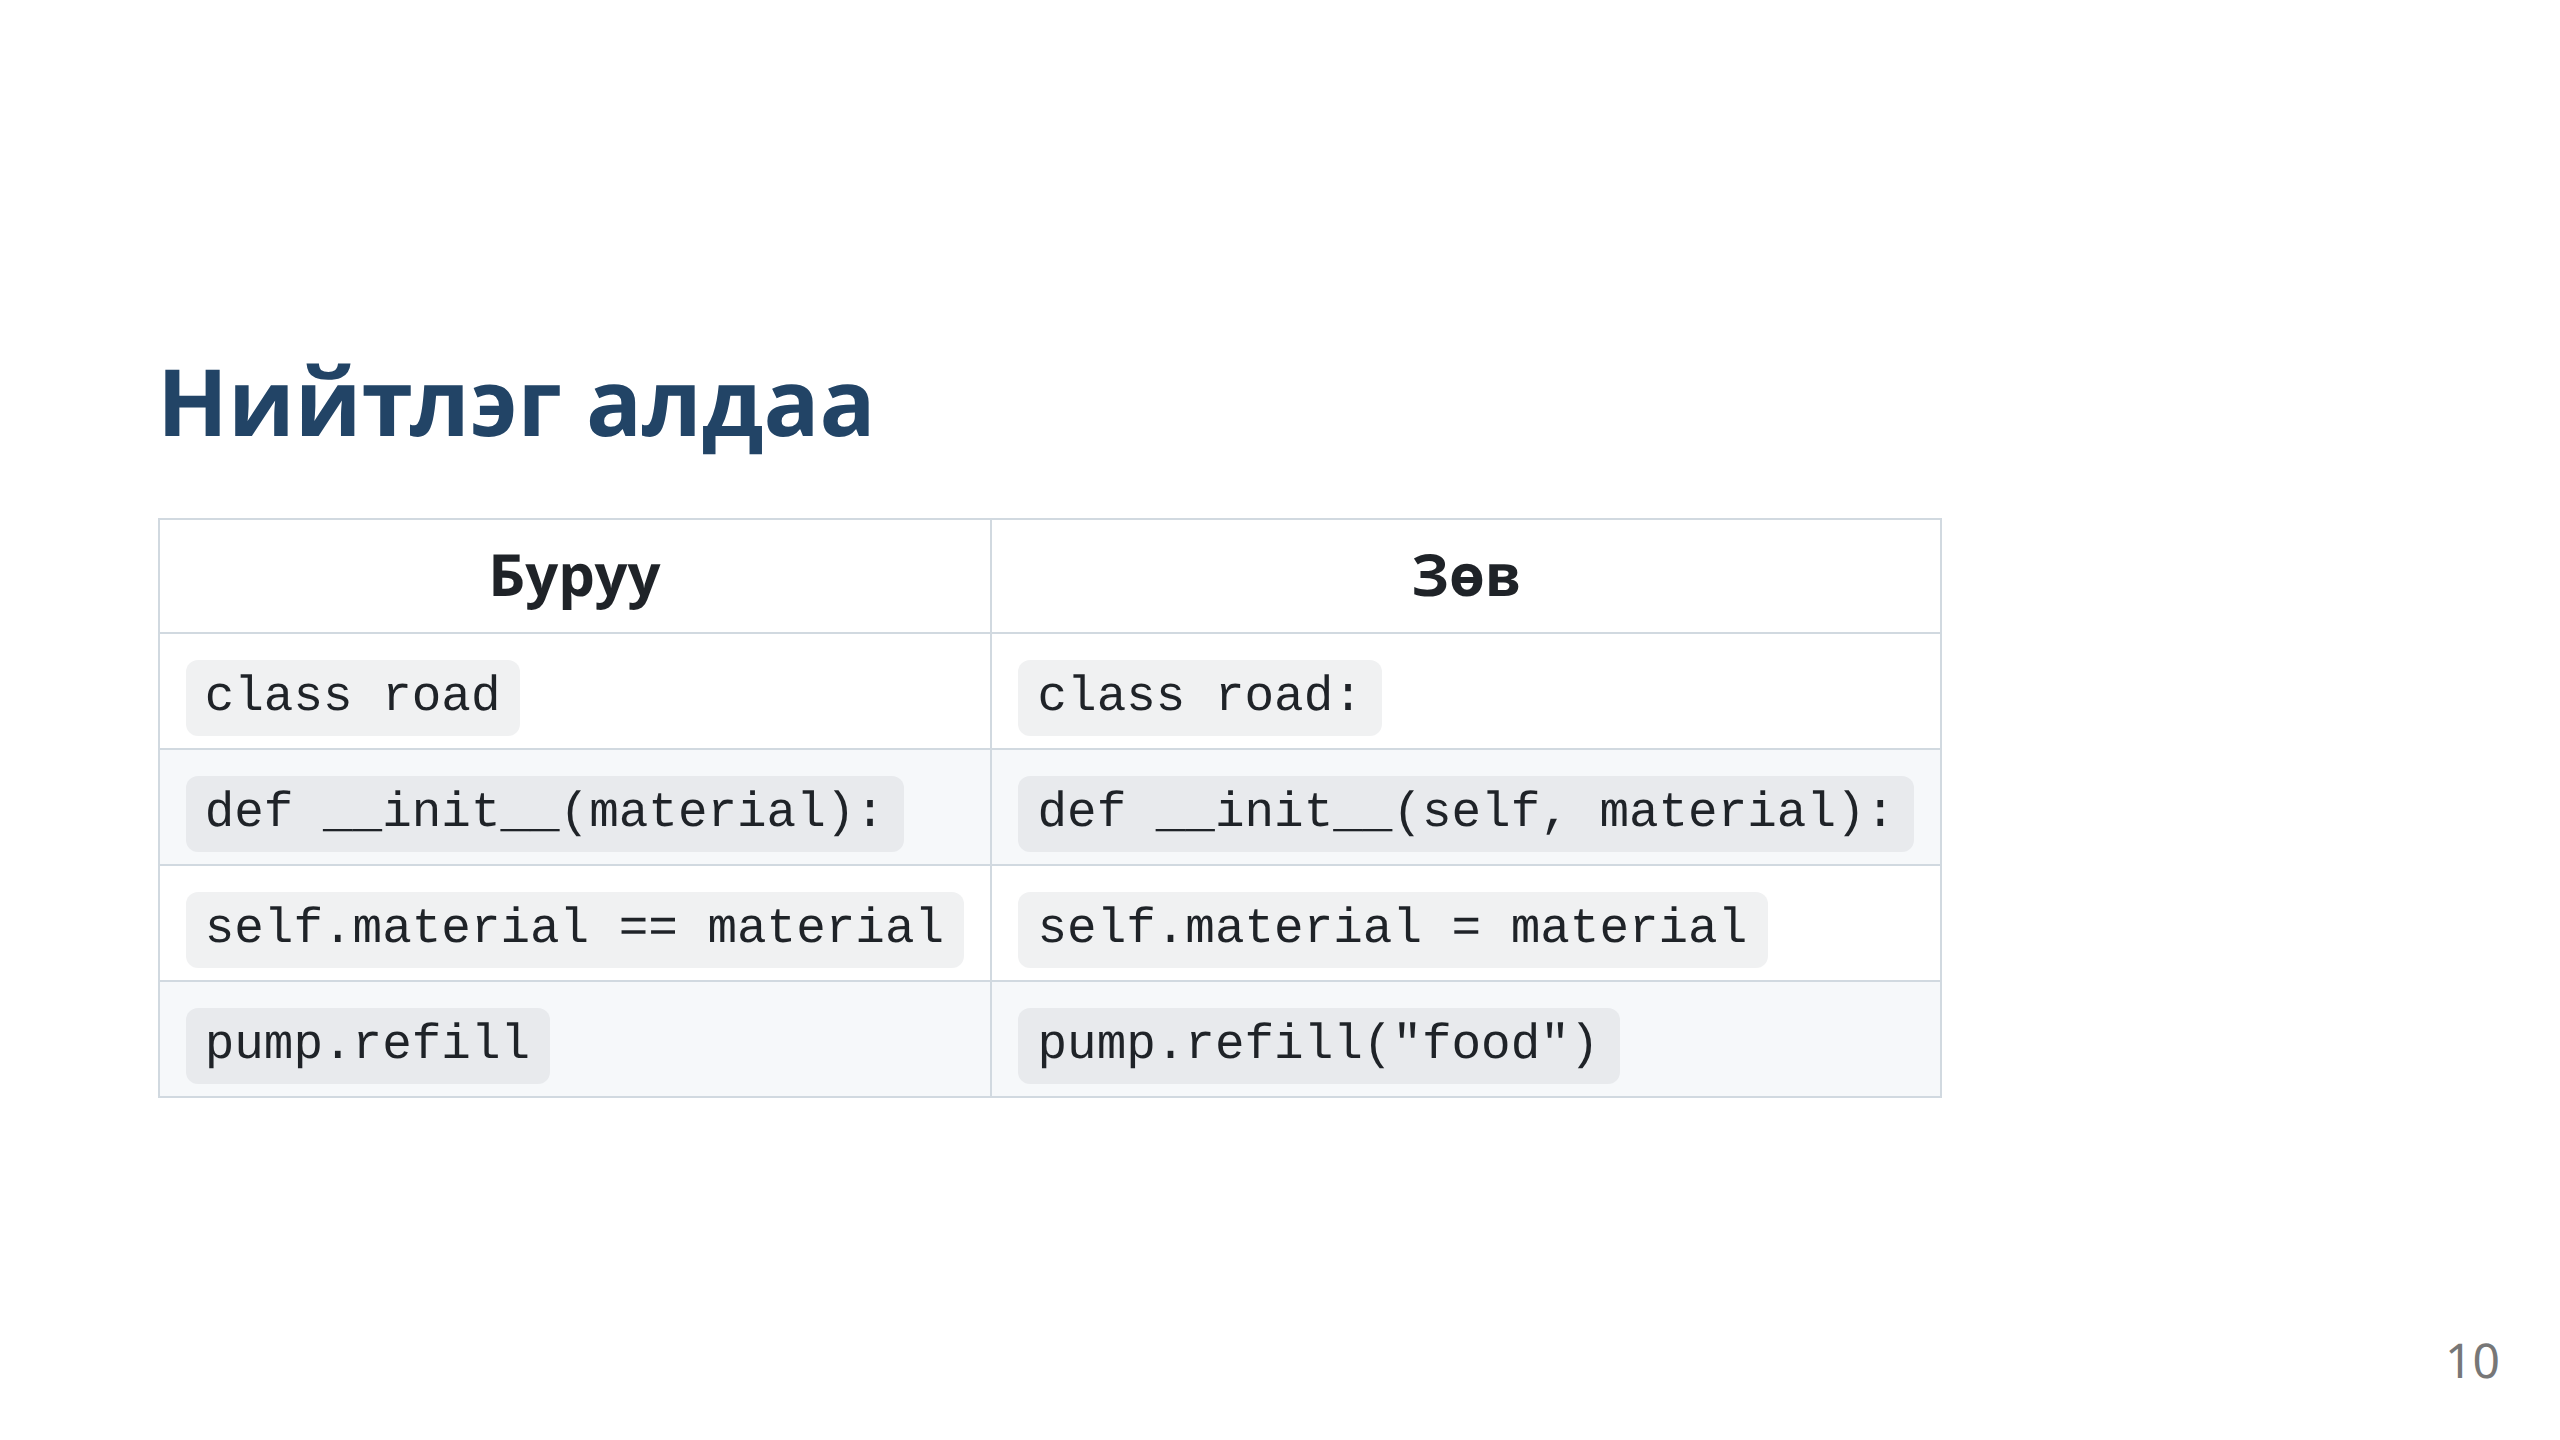 Нийтлэг алдаа
Буруу Зөв
class road class road:
def __init__(material): def __init__(self, material):
self.material == material self.material = material
pump.refill pump.refill("food")
10